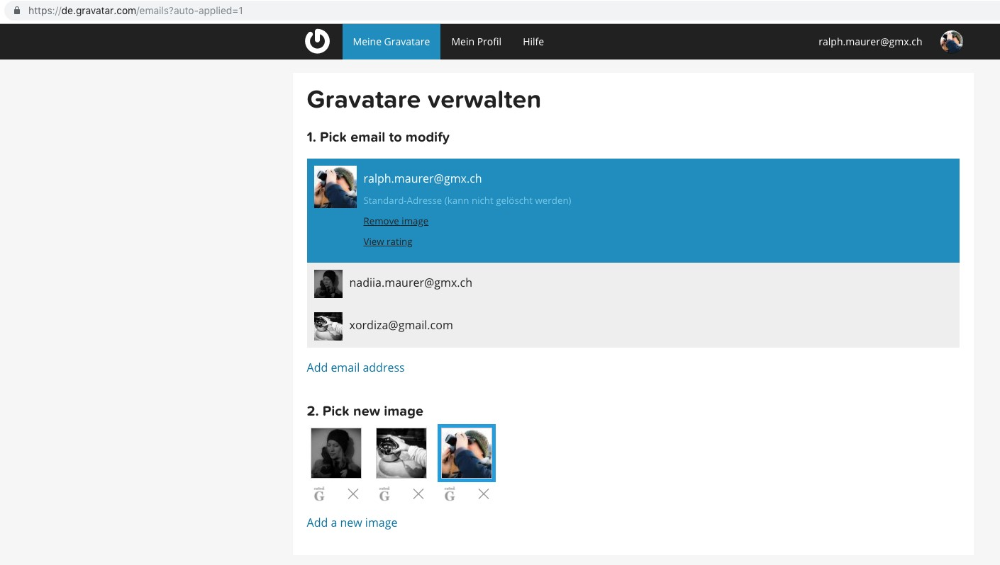 https://de.gravatar.com/emails?auto-applied=1
Meine Gravatare
Mein Profil
Hilfe
ralph.maurer@gmx.ch
Gravatare verwalten
1. Pick email to modify
ralph.maurer@gmx.ch
Standard-Adresse (kann nicht gelöscht werden)
Remove image
View rating
nadiia.maurer@gmx.ch
xordiza@gmail.com
Add email address
2. Pick new image
rated G
rated G
rated G
Add a new image